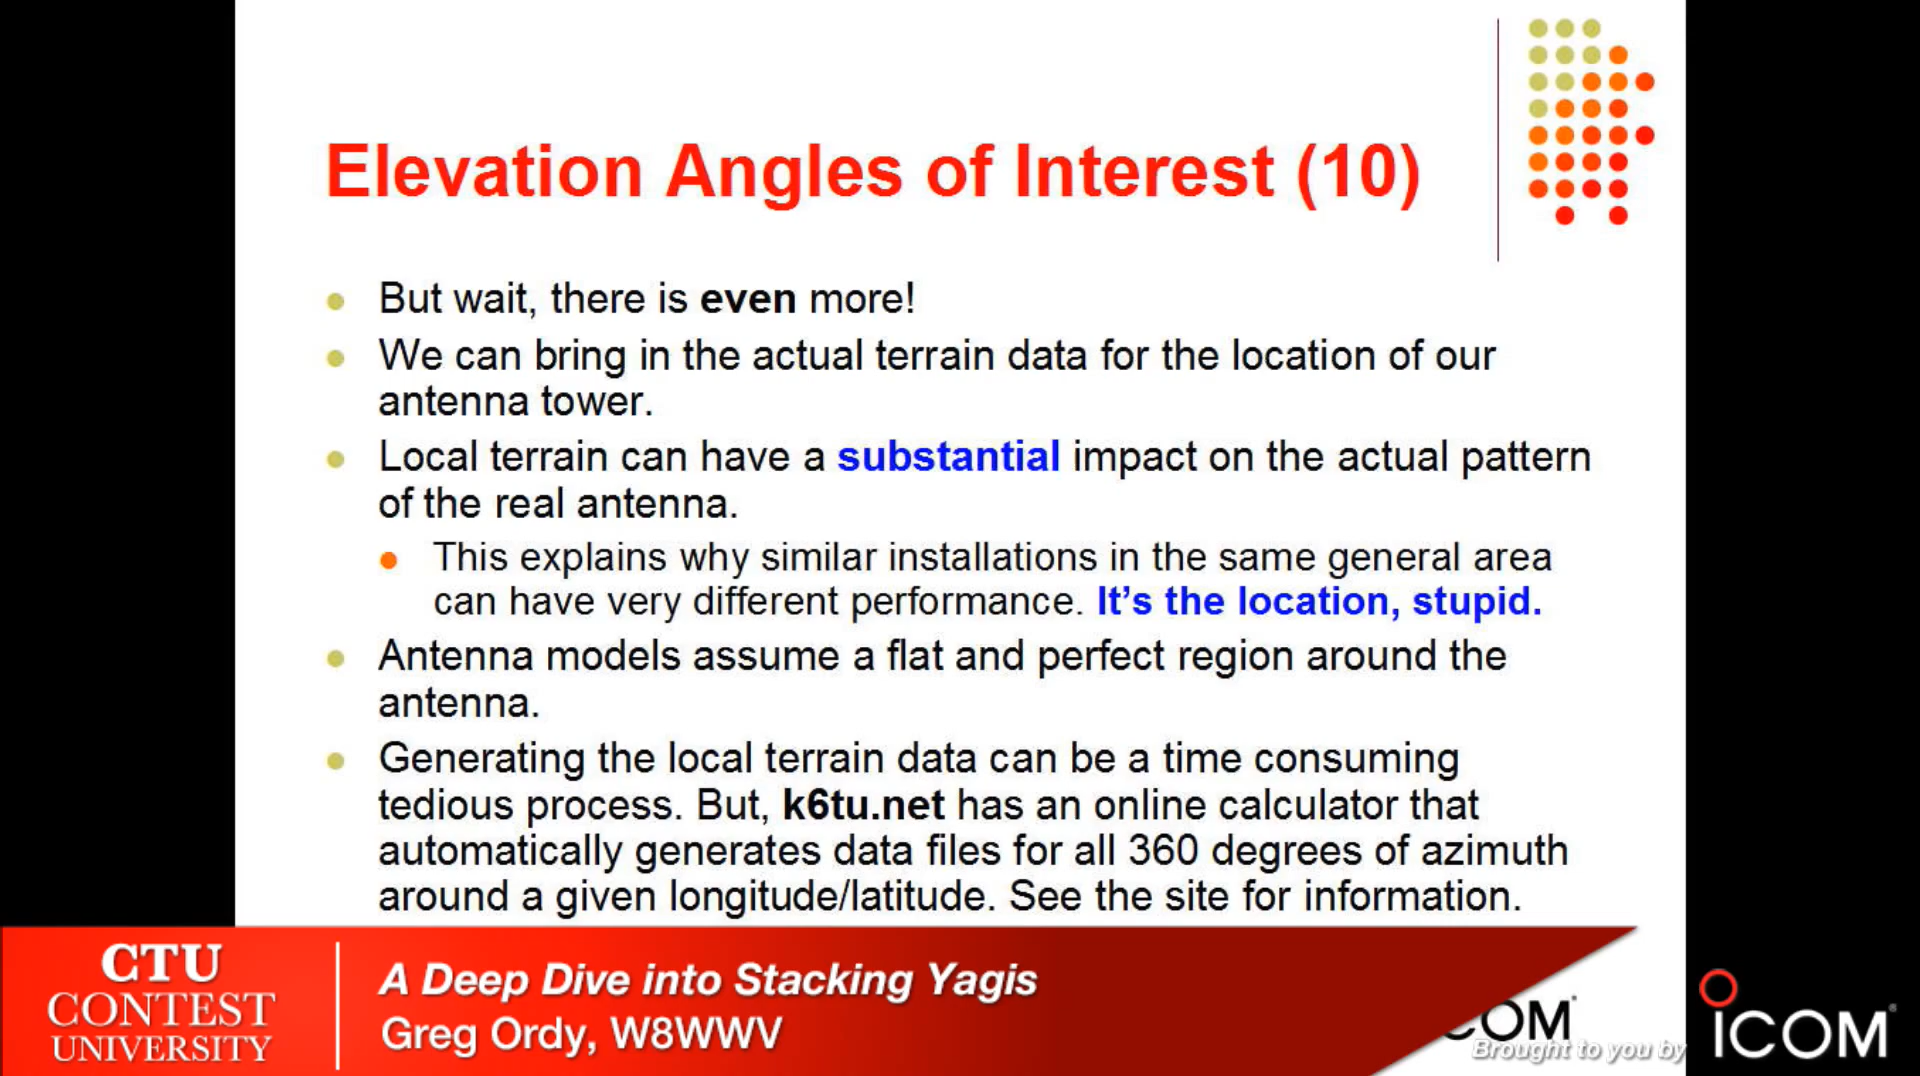 Elevation Angles of Interest (10)
But wait, there is even more!
We can bring in the actual terrain data for the location of our
antenna tower.
Local terrain can have a substantial impact on the actual pattern
of the real antenna.
This explains why similar installations in the same general area
can have very different performance. It's the location, stupid.
Antenna models assume a flat and perfect region around the
antenna.
Generating the local terrain data can be a time consuming
tedious process. But, k6tu.net has an online calculator that
automatically generates data files for all 360 degrees of azimuth
around a given longitude/latitude. See the site for information.
CTU
CONTEST
UNIVERSITY
A Deep Dive into Stacking Yagis
Greg Ordy, W8WWV
COM
Brought to you by
ICOM